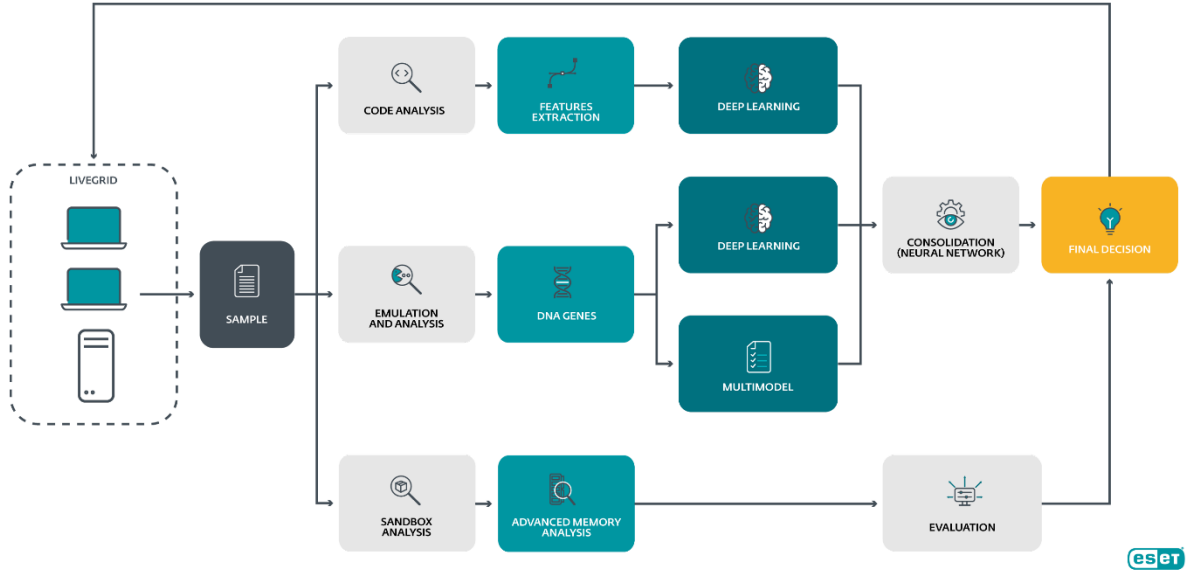 LIVEGRID
SAMPLE
CODE ANALYSIS
FEATURES
EXTRACTION
DEEP LEARNING
EMULATION
AND ANALYSIS
DNA GENES
DEEP LEARNING
MULTIMODEL
CONSOLIDATION
(NEURAL NETWORK)
FINAL DECISION
SANDBOX
ANALYSIS
ADVANCED MEMORY
ANALYSIS
EVALUATION
eseT